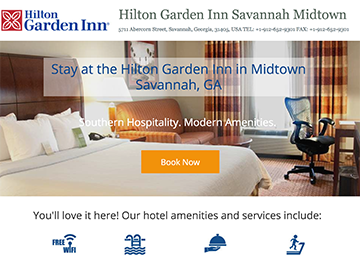 Hilton
Garden Inn®
Hilton Garden Inn Savannah Midtown
5711 Abercorn Street, Savannah, Georgia, 31405, USA TEL: +1-912-652-9301 FAX: +1-912-652-9301
Stay at the Hilton Garden Inn in Midtown
Savannah, GA
Southern Hospitality. Modern Amenities.
Book Now
You'll love it here! Our hotel amenities and services include:
FREE
WiFi